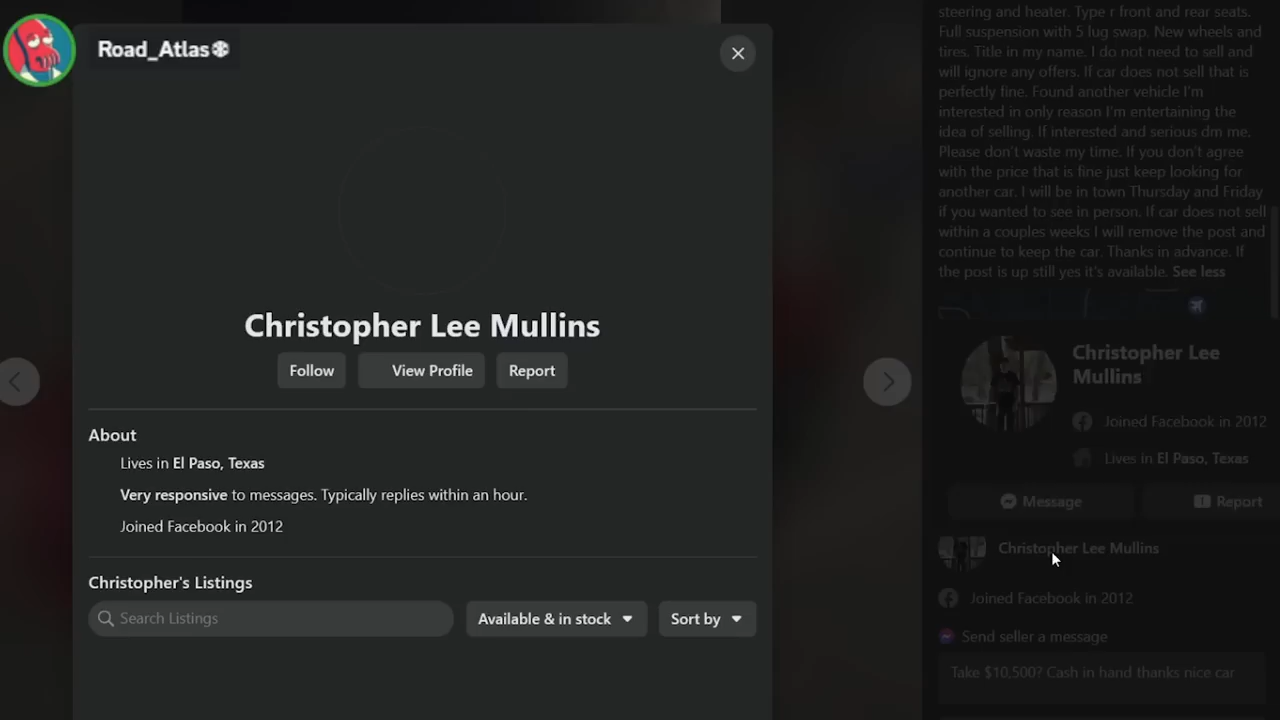 Road_Atlas
Christopher Lee Mullins
Follow
View Profile
Report
About
Lives in El Paso, Texas
Very responsive to messages. Typically replies within an hour.
Joined Facebook in 2012
Christopher's Listings
Search Listings
Available & in stock
Sort by
steering and heater. Type r front and rear seats.
Full suspension with 5 lug swap. New wheels and
tires. Title in my name. I do not need to sell and
will ignore any offers. If car does not sell that is
perfectly fine. Found another vehicle I'm
interested in only reason I'm entertaining the
idea of selling. If interested and serious dm me.
Please don't waste my time. If you don't agree
with the price that is fine just keep looking for
another car. I will be in town Thursday and Friday
if you wanted to see in person. If car does not sell
within a couples weeks I will remove the post and
continue to keep the car. Thanks in advance. If
the post is up still yes it's available. See less
Christopher Lee
Mullins
Joined Facebook in 2012
Lives in El Paso, Texas
Message
Report
Christopher Lee Mullins
Joined Facebook in 2012
Send seller a message
Take $10,500? Cash in hand thanks nice car